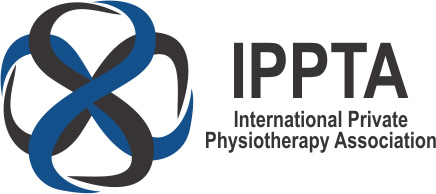 IPPTA
International Private
Physiotherapy Association